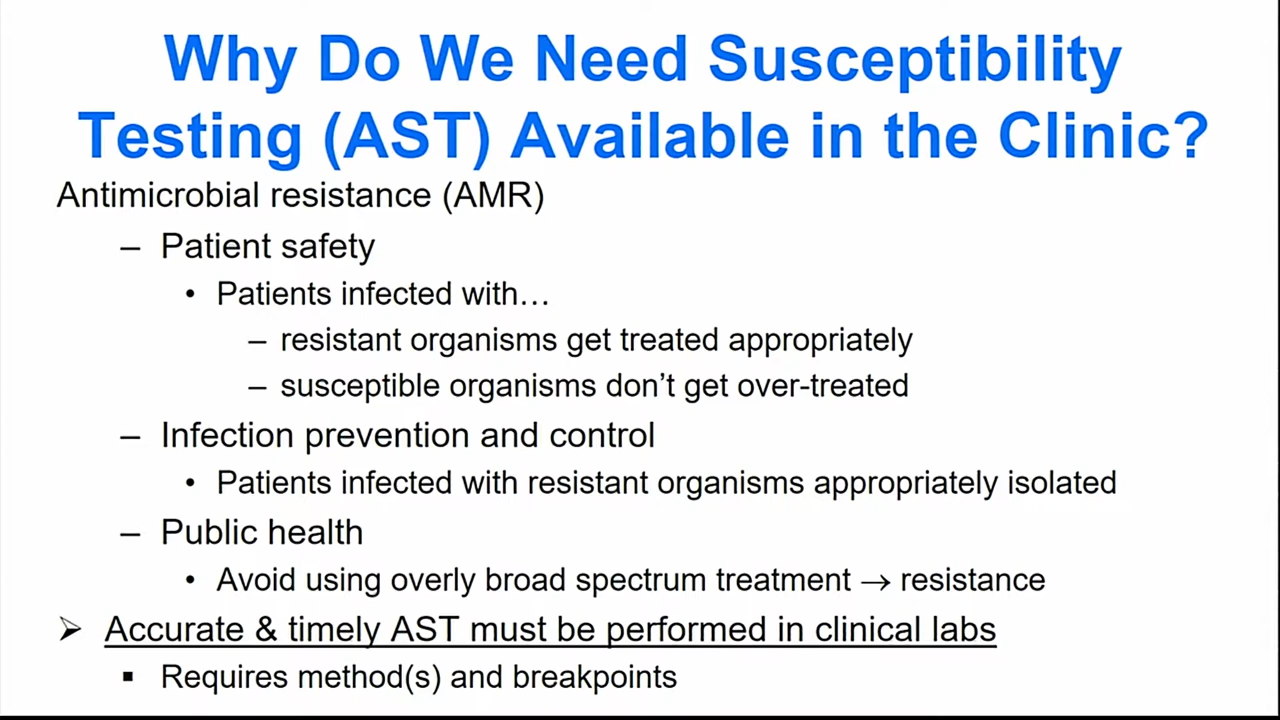 Why Do We Need Susceptibility
Testing (AST) Available in the Clinic?
Antimicrobial resistance (AMR)
– Patient safety
• Patients infected with…
– resistant organisms get treated appropriately
– susceptible organisms don’t get over-treated
– Infection prevention and control
• Patients infected with resistant organisms appropriately isolated
– Public health
• Avoid using overly broad spectrum treatment → resistance
➢ Accurate & timely AST must be performed in clinical labs
▪ Requires method(s) and breakpoints